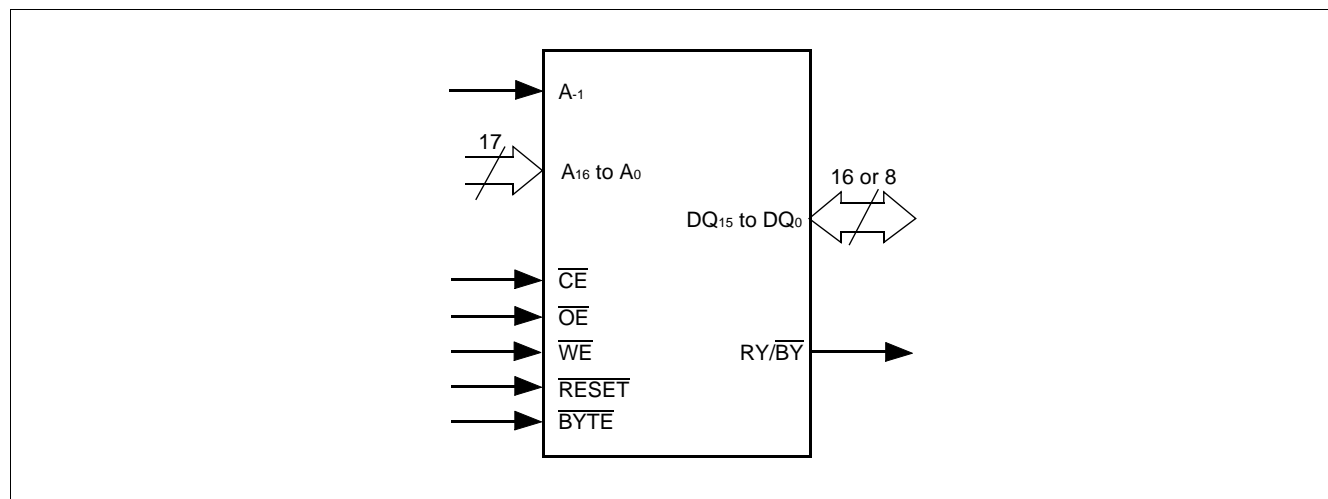 A-1
17
A16 to A0
16 or 8
DQ15 to DQ0
CE
OE
WE
RY/BY
RESET
BYTE